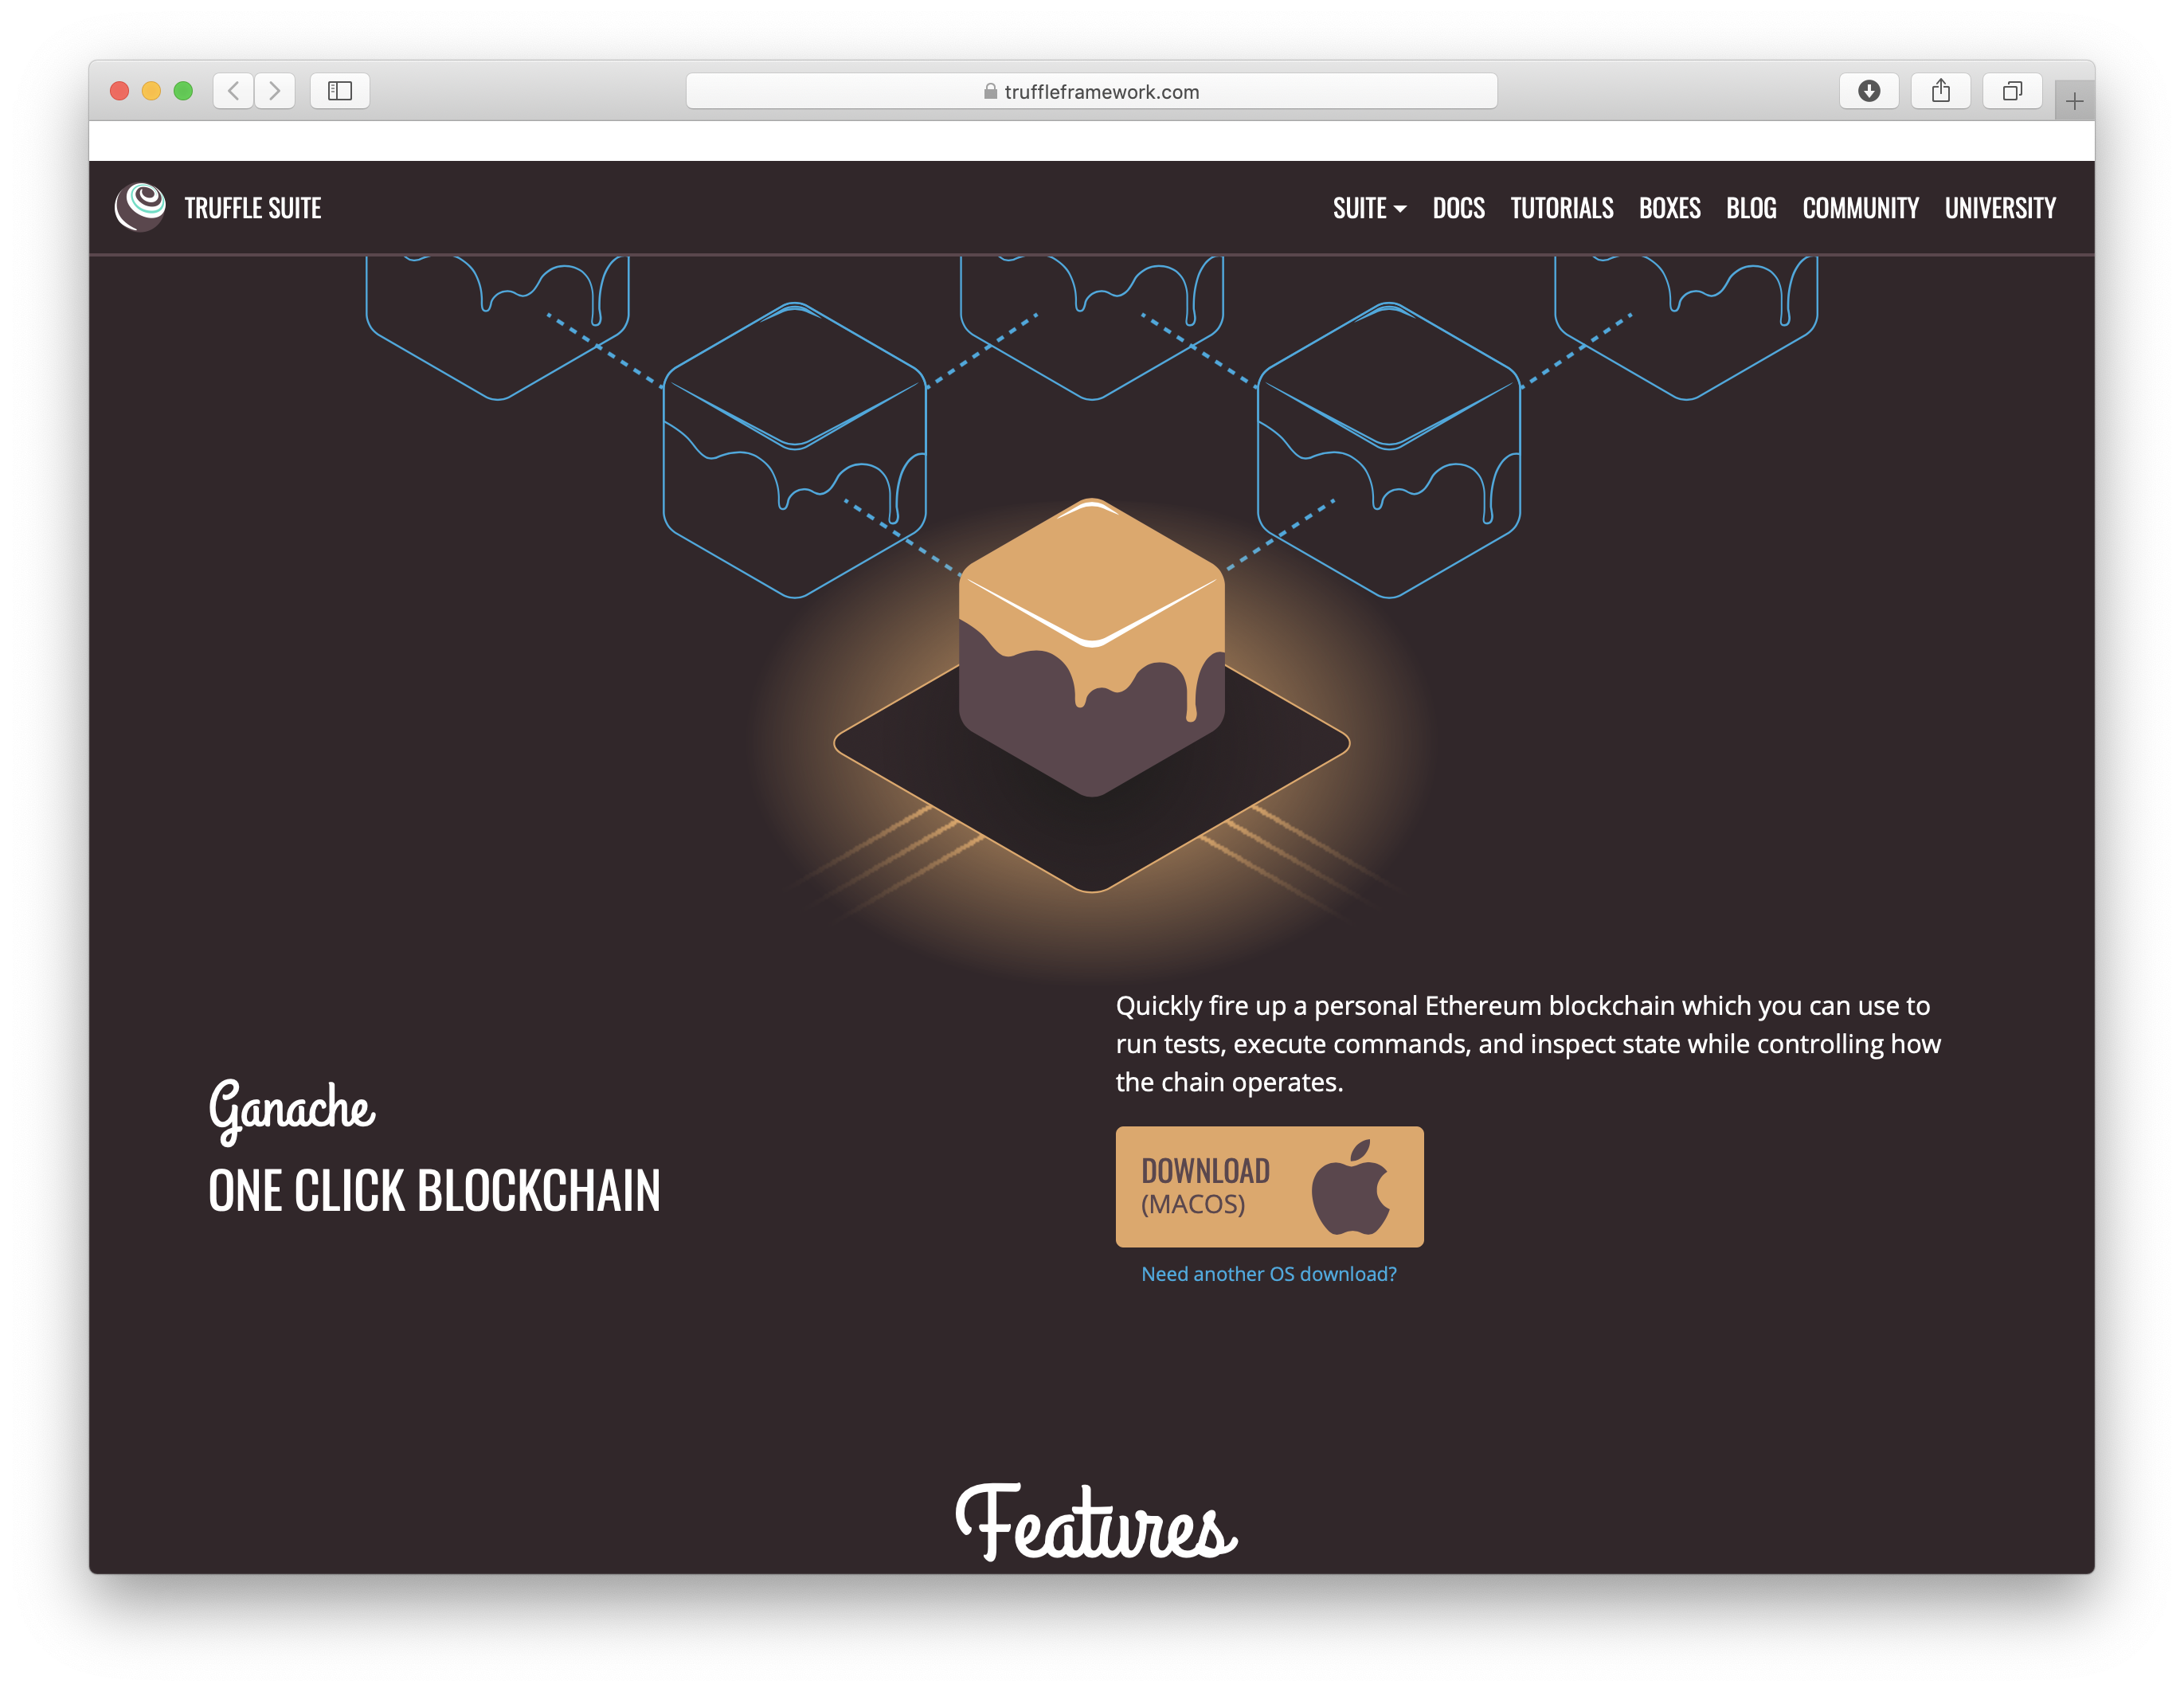 truffleframework.com
TRUFFLE SUITE
SUITE DOCS TUTORIALS BOXES BLOG COMMUNITY UNIVERSITY
Ganache
ONE CLICK BLOCKCHAIN
Quickly fire up a personal Ethereum blockchain which you can use to
run tests, execute commands, and inspect state while controlling how
the chain operates.
DOWNLOAD
(MACOS)
Need another OS download?
Features